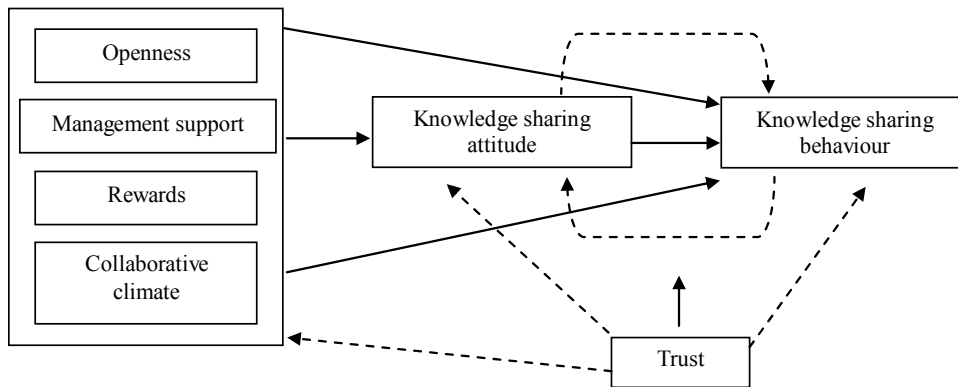 Openness
Management support
Rewards
Collaborative
climate
Knowledge sharing
attitude
Knowledge sharing
behaviour
Trust